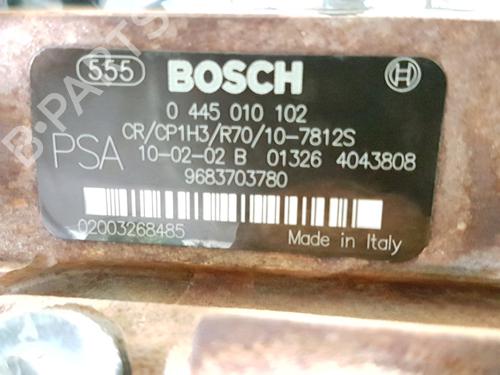 555 BOSCH
0 445 010 102
CR/CP1H3/R70/10-7812S
PSA 10-02-02 B 01326 4043808
9683703780
02003268485 Made in Italy
B-PARTS